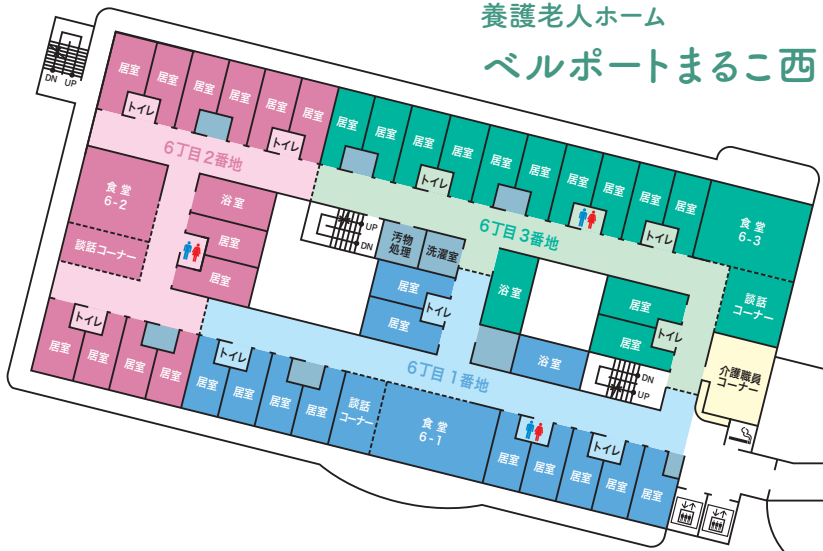 養護老人ホーム
ベルポートまるこ西
DN UP
居室
居室
居室
居室
居室
居室
トイレ
トイレ
6丁目2番地
食堂
6-2
談話コーナー
浴室
居室
居室
トイレ
居室
居室
居室
居室
居室
居室
居室
居室
居室
居室
居室
居室
居室
居室
トイレ
トイレ
6丁目3番地
食堂
6-3
談話
コーナー
UP
DN
汚物
処理
洗濯室
浴室
居室
居室
トイレ
居室
居室
トイレ
浴室
DN
UP
介護職員
コーナー
6丁目1番地
トイレ
居室
居室
居室
居室
談話
コーナー
食堂
6-1
トイレ
居室
居室
居室
居室
居室